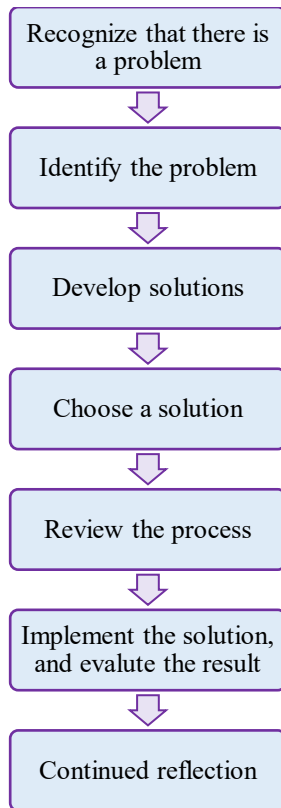 Recognize that there is
a problem
Identify the problem
Develop solutions
Choose a solution
Review the process
Implement the solution,
and evalute the result
Continued reflection